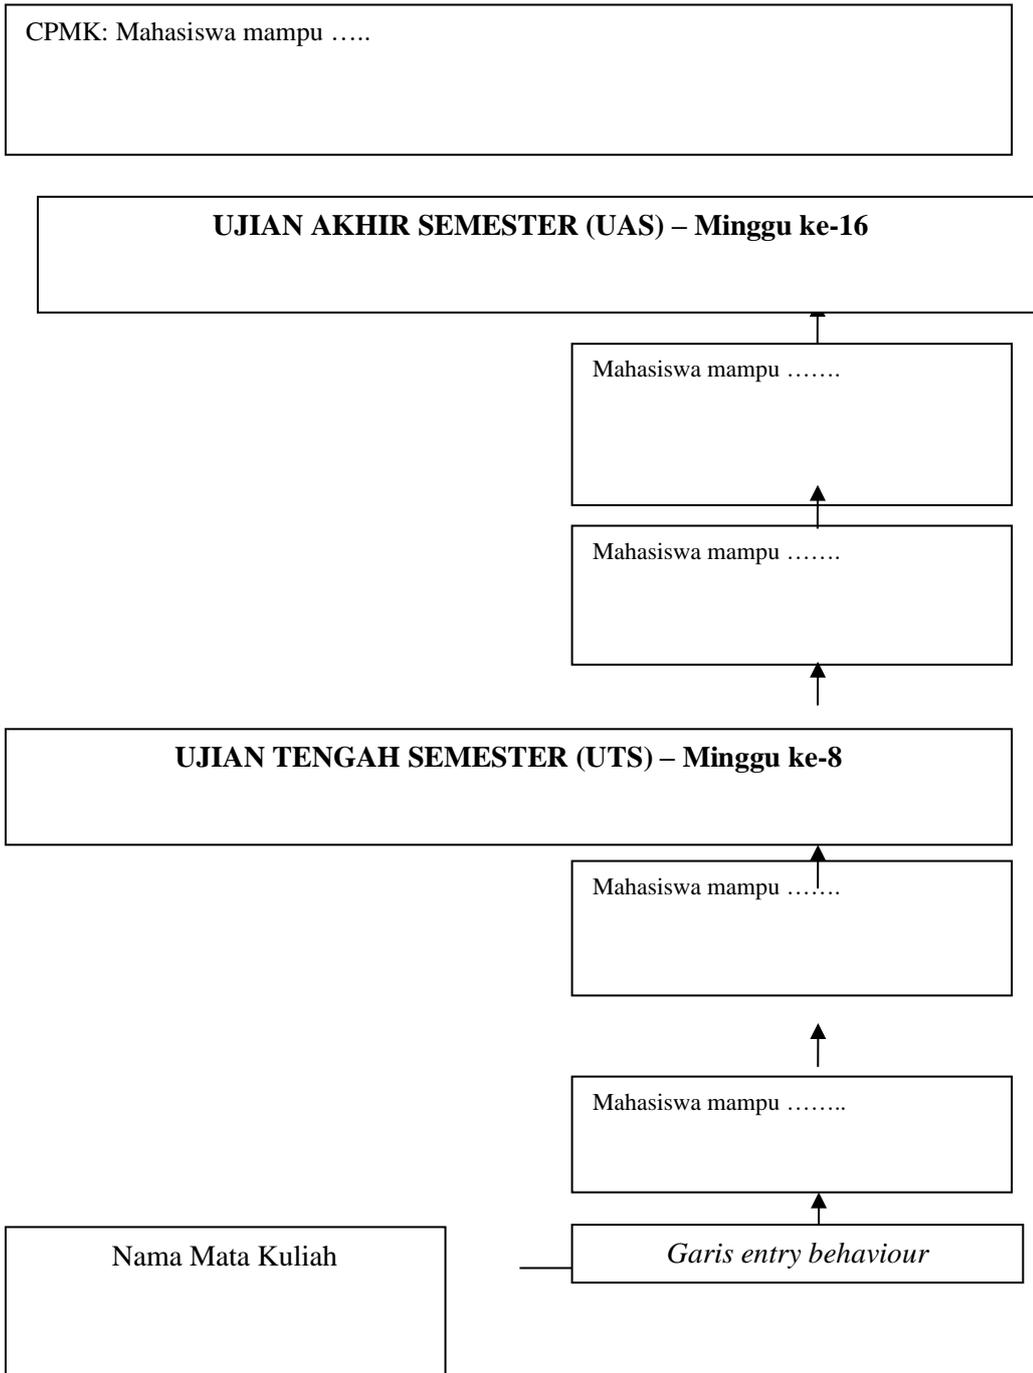 CPMK: Mahasiswa mampu …..
UJIAN AKHIR SEMESTER (UAS) – Minggu ke-16
Mahasiswa mampu …….
Mahasiswa mampu …….
UJIAN TENGAH SEMESTER (UTS) – Minggu ke-8
Mahasiswa mampu …….
Mahasiswa mampu ……..
Garis entry behaviour
Nama Mata Kuliah